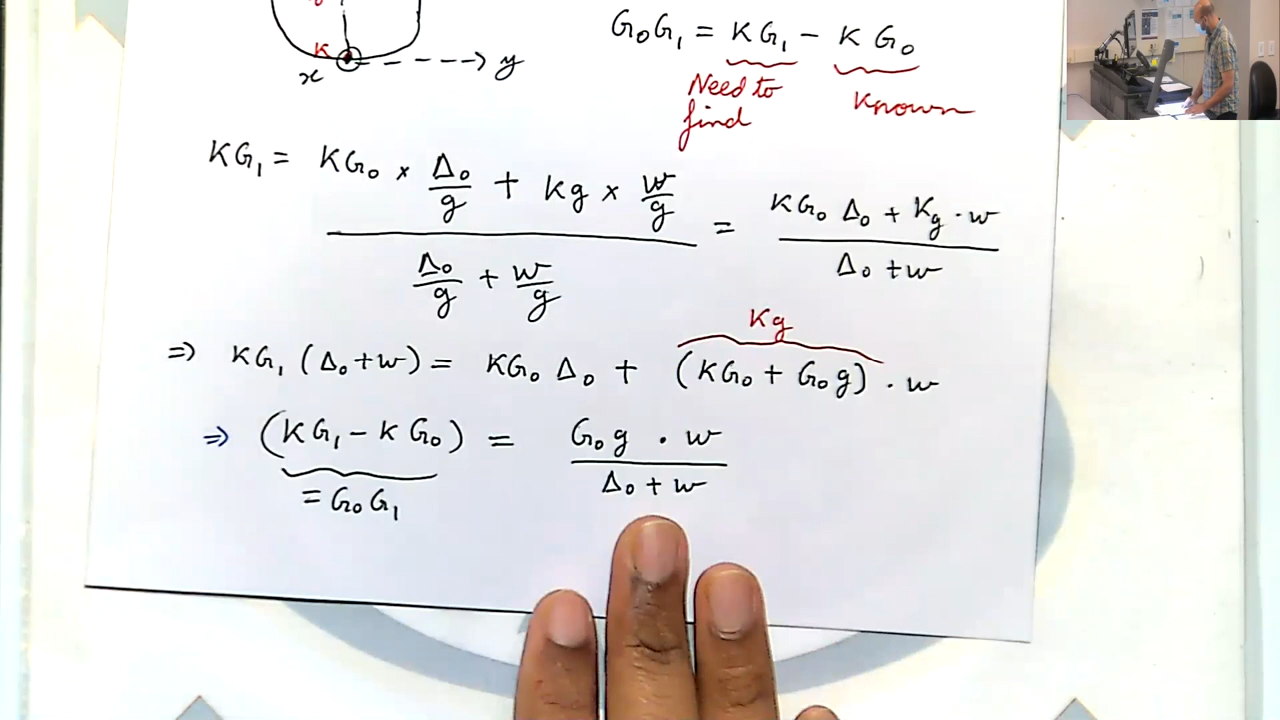 G₀G₁ = KG₁ − KG₀
Need to find
Known
K
x
y
KG₁ = (KG₀ × Δ₀/g + Kg × w/g) / (Δ₀/g + w/g) = (KG₀ Δ₀ + Kg · w) / (Δ₀ + w)
Kg
⇒ KG₁ (Δ₀ + w) = KG₀ Δ₀ + (KG₀ + G₀g) · w
⇒ (KG₁ − KG₀) = G₀g · w / (Δ₀ + w)
= G₀G₁